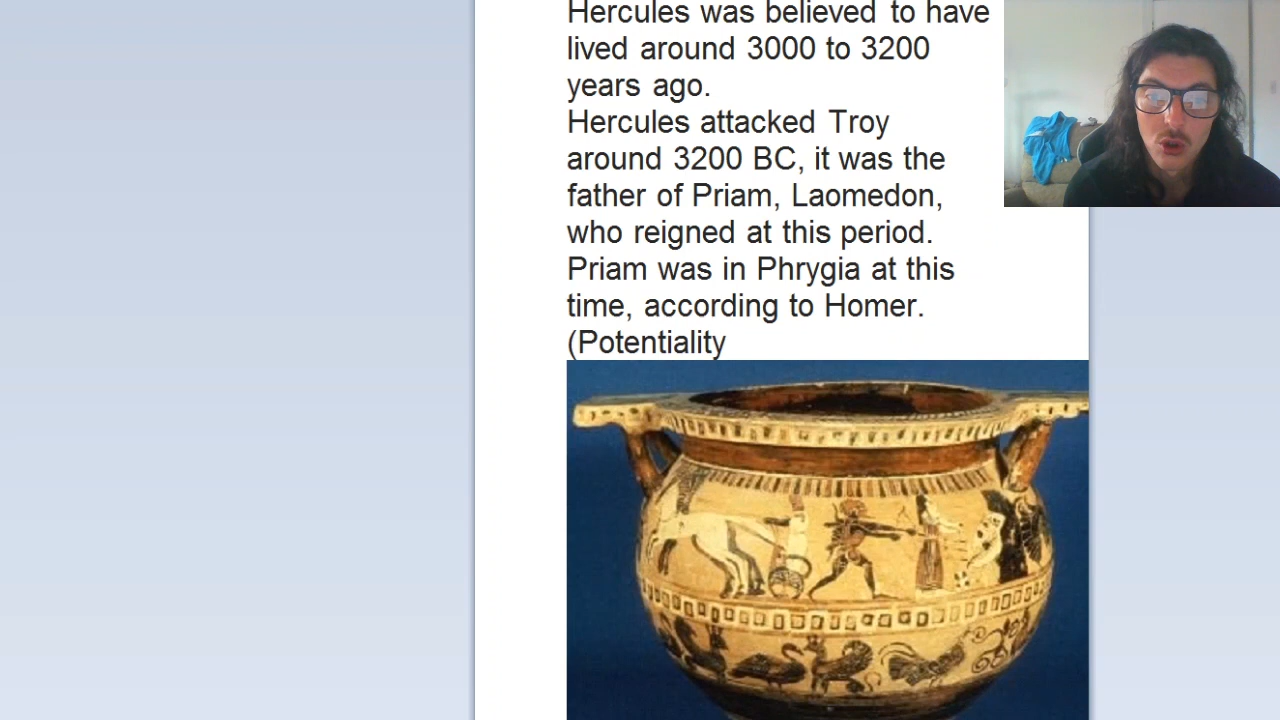 Hercules was believed to have
lived around 3000 to 3200
years ago.
Hercules attacked Troy
around 3200 BC, it was the
father of Priam, Laomedon,
who reigned at this period.
Priam was in Phrygia at this
time, according to Homer.
(Potentiality